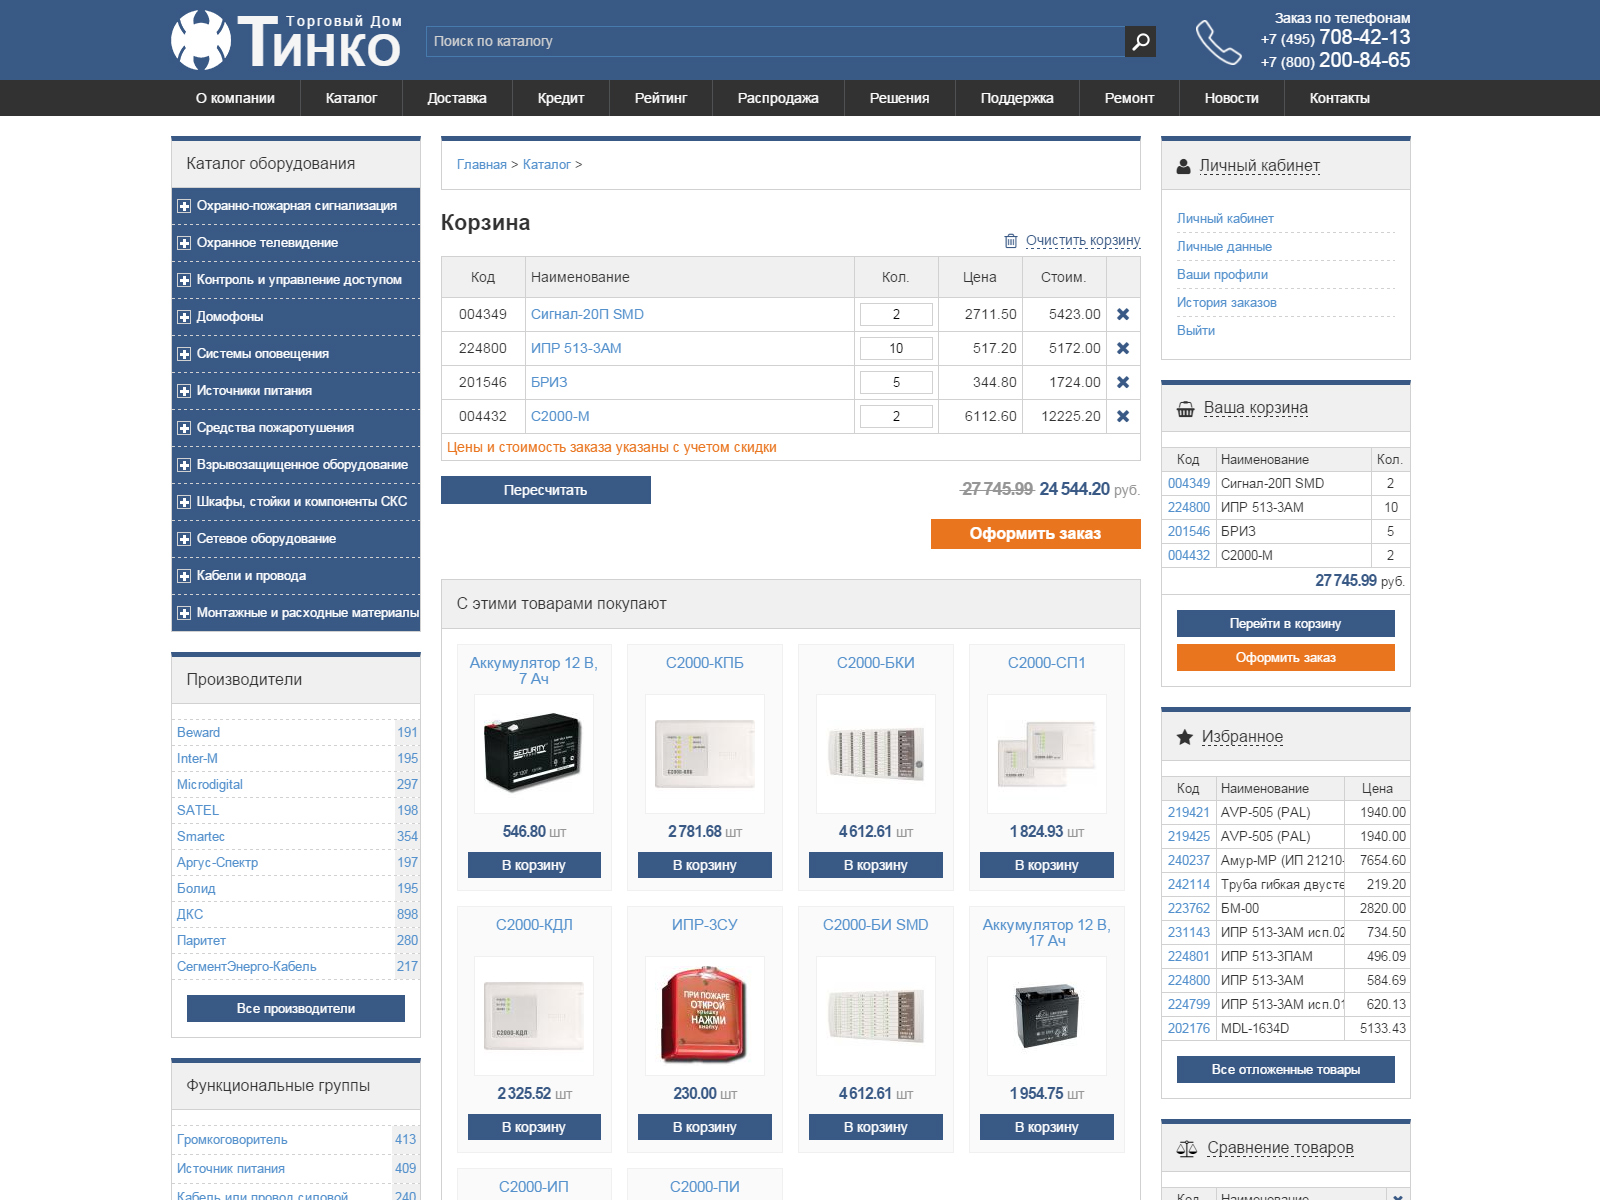 Торговый Дом
Тинко
Поиск по каталогу
Заказ по телефонам
+7 (495) 708-42-13
+7 (800) 200-84-65
О компании Каталог Доставка Кредит Рейтинг Распродажа Решения Поддержка Ремонт Новости Контакты
Каталог оборудования
Охранно-пожарная сигнализация
Охранное телевидение
Контроль и управление доступом
Домофоны
Системы оповещения
Источники питания
Средства пожаротушения
Взрывозащищенное оборудование
Шкафы, стойки и компоненты СКС
Сетевое оборудование
Кабели и провода
Монтажные и расходные материалы
Производители
Beward 191
Inter-M 195
Microdigital 297
SATEL 198
Smartec 354
Аргус-Спектр 197
Болид 195
ДКС 898
Паритет 280
СегментЭнерго-Кабель 217
Все производители
Функциональные группы
Громкоговоритель 413
Источник питания 409
Кабель или провод силовой 240
Главная > Каталог >
Корзина
Очистить корзину
Код Наименование Кол. Цена Стоим.
004349 Сигнал-20П SMD 2 2711.50 5423.00
224800 ИПР 513-3АМ 10 517.20 5172.00
201546 БРИЗ 5 344.80 1724.00
004432 С2000-М 2 6112.60 12225.20
Цены и стоимость заказа указаны с учетом скидки
Пересчитать
27 745.99 24 544.20 руб.
Оформить заказ
С этими товарами покупают
Аккумулятор 12 В, 7 Ач
SECURITY
546.80 шт
В корзину
С2000-КПБ
С2000-КПБ
2 781.68 шт
В корзину
С2000-БКИ
4 612.61 шт
В корзину
С2000-СП1
1 824.93 шт
В корзину
С2000-КДЛ
С2000-КДЛ
2 325.52 шт
В корзину
ИПР-3СУ
ПРИ ПОЖАРЕ
ОТКРОЙ
крышку
НАЖМИ
кнопку
230.00 шт
В корзину
С2000-БИ SMD
4 612.61 шт
В корзину
Аккумулятор 12 В, 17 Ач
1 954.75 шт
В корзину
С2000-ИП
С2000-ПИ
Личный кабинет
Личный кабинет
Личные данные
Ваши профили
История заказов
Выйти
Ваша корзина
Код Наименование Кол.
004349 Сигнал-20П SMD 2
224800 ИПР 513-3АМ 10
201546 БРИЗ 5
004432 С2000-М 2
27 745.99 руб.
Перейти в корзину
Оформить заказ
Избранное
Код Наименование Цена
219421 AVP-505 (PAL) 1940.00
219425 AVP-505 (PAL) 1940.00
240237 Амур-МР (ИП 21210- 7654.60
242114 Труба гибкая двусте 219.20
223762 БМ-00 2820.00
231143 ИПР 513-3АМ исп.02 734.50
224801 ИПР 513-3ПАМ 496.09
224800 ИПР 513-3АМ 584.69
224799 ИПР 513-3АМ исп.01 620.13
202176 MDL-1634D 5133.43
Все отложенные товары
Сравнение товаров
Код Наименование